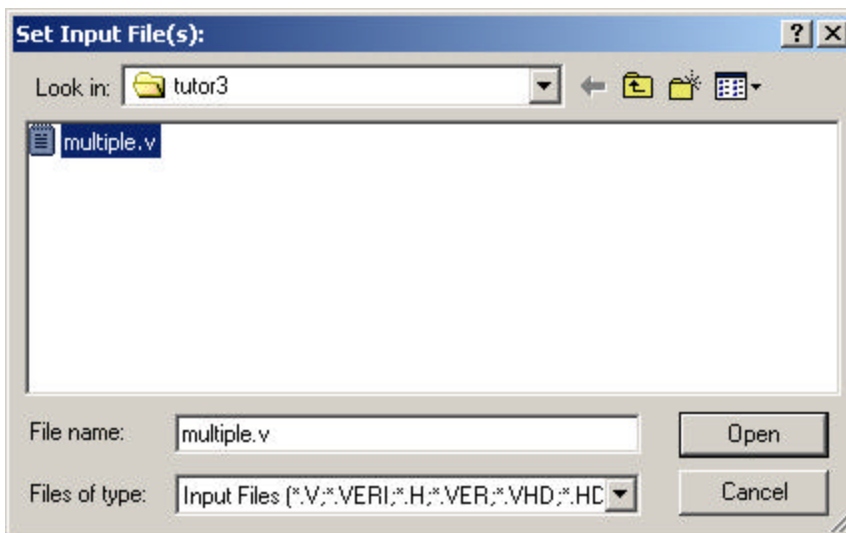 Set Input File(s):
Look in: tutor3
multiple.v
File name: multiple.v Open
Files of type: Input Files (*.V;*.VERI;*.H;*.VER;*.VHD;*.HD Cancel